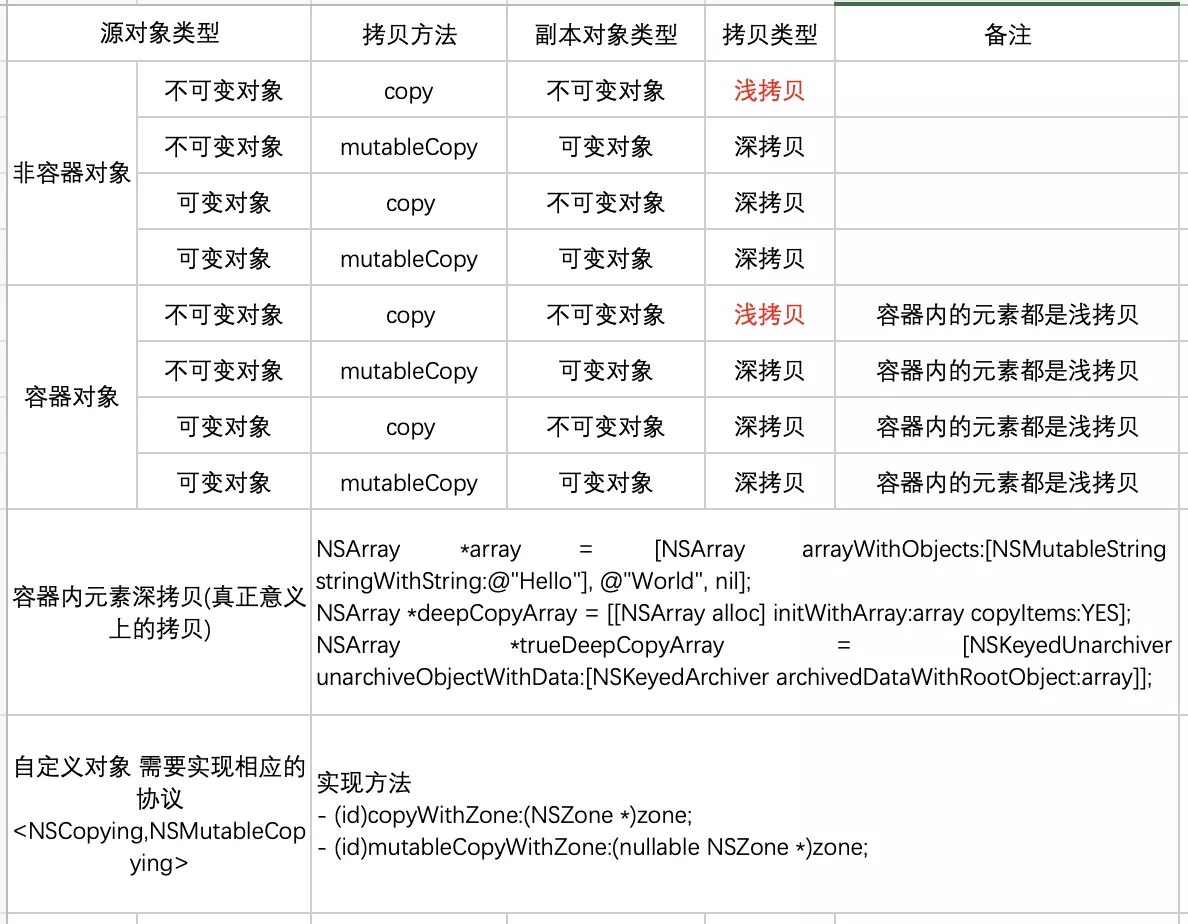 源对象类型 拷贝方法 副本对象类型 拷贝类型 备注
非容器对象
不可变对象 copy 不可变对象 浅拷贝
不可变对象 mutableCopy 可变对象 深拷贝
可变对象 copy 不可变对象 深拷贝
可变对象 mutableCopy 可变对象 深拷贝
容器对象
不可变对象 copy 不可变对象 浅拷贝 容器内的元素都是浅拷贝
不可变对象 mutableCopy 可变对象 深拷贝 容器内的元素都是浅拷贝
可变对象 copy 不可变对象 深拷贝 容器内的元素都是浅拷贝
可变对象 mutableCopy 可变对象 深拷贝 容器内的元素都是浅拷贝
容器内元素深拷贝(真正意义
上的拷贝)
NSArray *array = [NSArray arrayWithObjects:[NSMutableString
stringWithString:@"Hello"], @"World", nil];
NSArray *deepCopyArray = [[NSArray alloc] initWithArray:array copyItems:YES];
NSArray *trueDeepCopyArray = [NSKeyedUnarchiver
unarchiveObjectWithData:[NSKeyedArchiver archivedDataWithRootObject:array]];
自定义对象 需要实现相应的
协议
<NSCopying,NSMutableCop
ying>
实现方法
- (id)copyWithZone:(NSZone *)zone;
- (id)mutableCopyWithZone:(nullable NSZone *)zone;